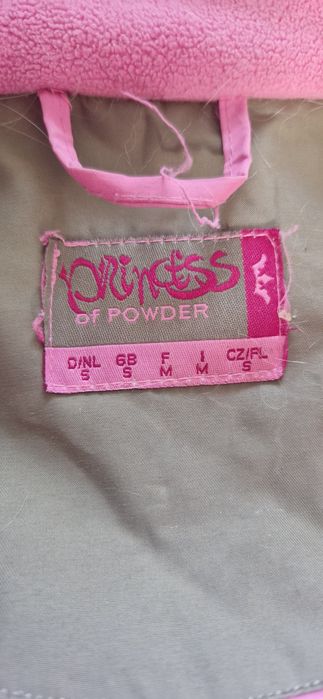 princess
OF POWDER
D/NL GB F I CZ/PL
S S M M S